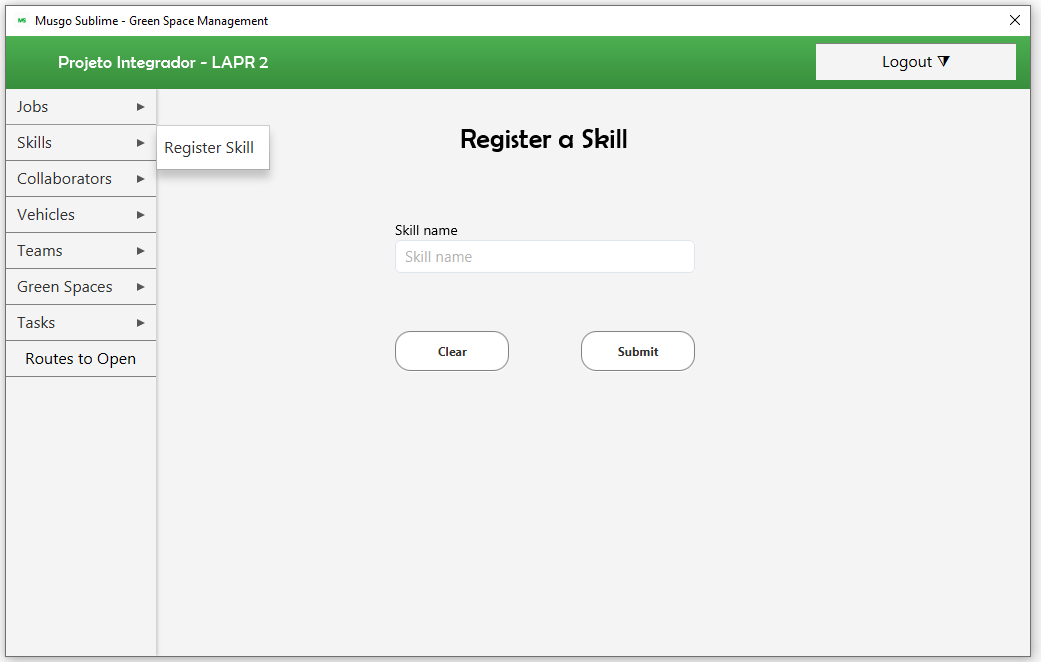 MS Musgo Sublime - Green Space Management
Projeto Integrador - LAPR 2
Logout
Jobs
Skills
Register Skill
Collaborators
Vehicles
Teams
Green Spaces
Tasks
Routes to Open
Register a Skill
Skill name
Skill name
Clear
Submit